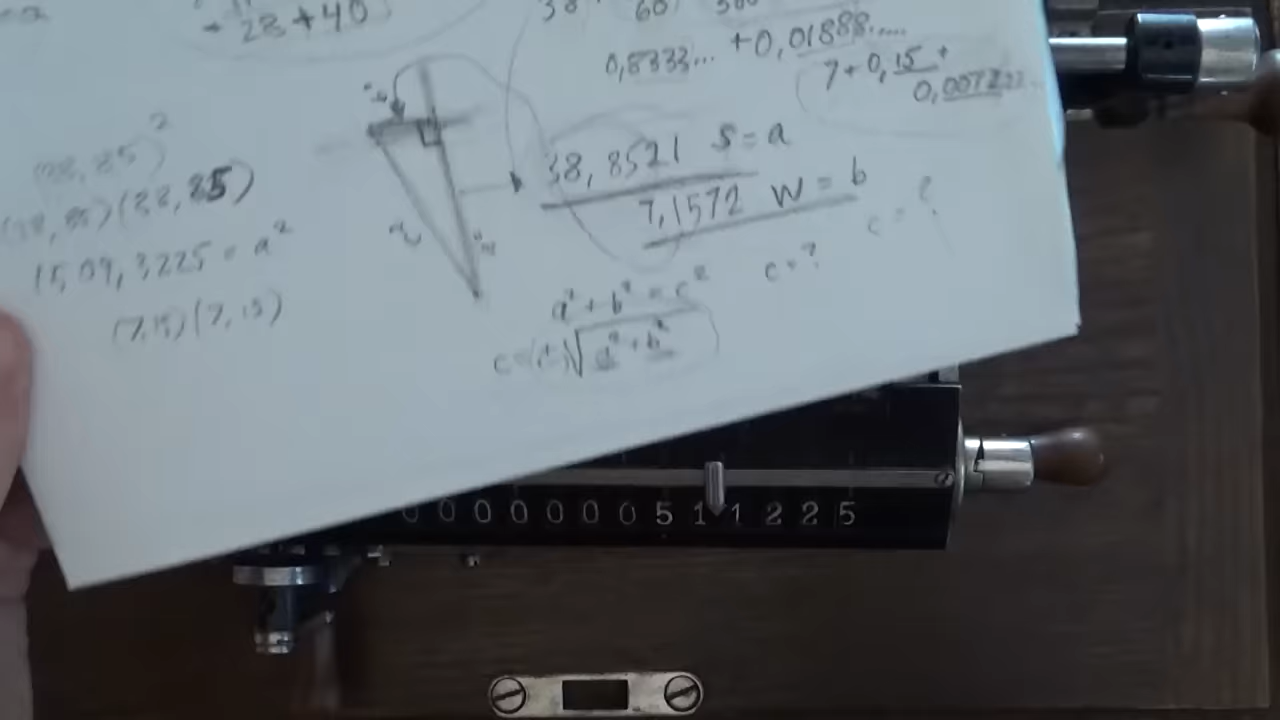 - 28 + 40
0,8333... + 0,01888.....
7 + 0,15 +
0,007222...
38,8521 S = a
7,1572 W = b
c = ?
c = ?
a² + b² = c²
c = (+)√a² + b²
(38,85)²
(38,85)(38,85)
15,09,3225 = a²
(7,15)(7,15)
0 0 0 0 0 0 0 5 1 1 2 2 5